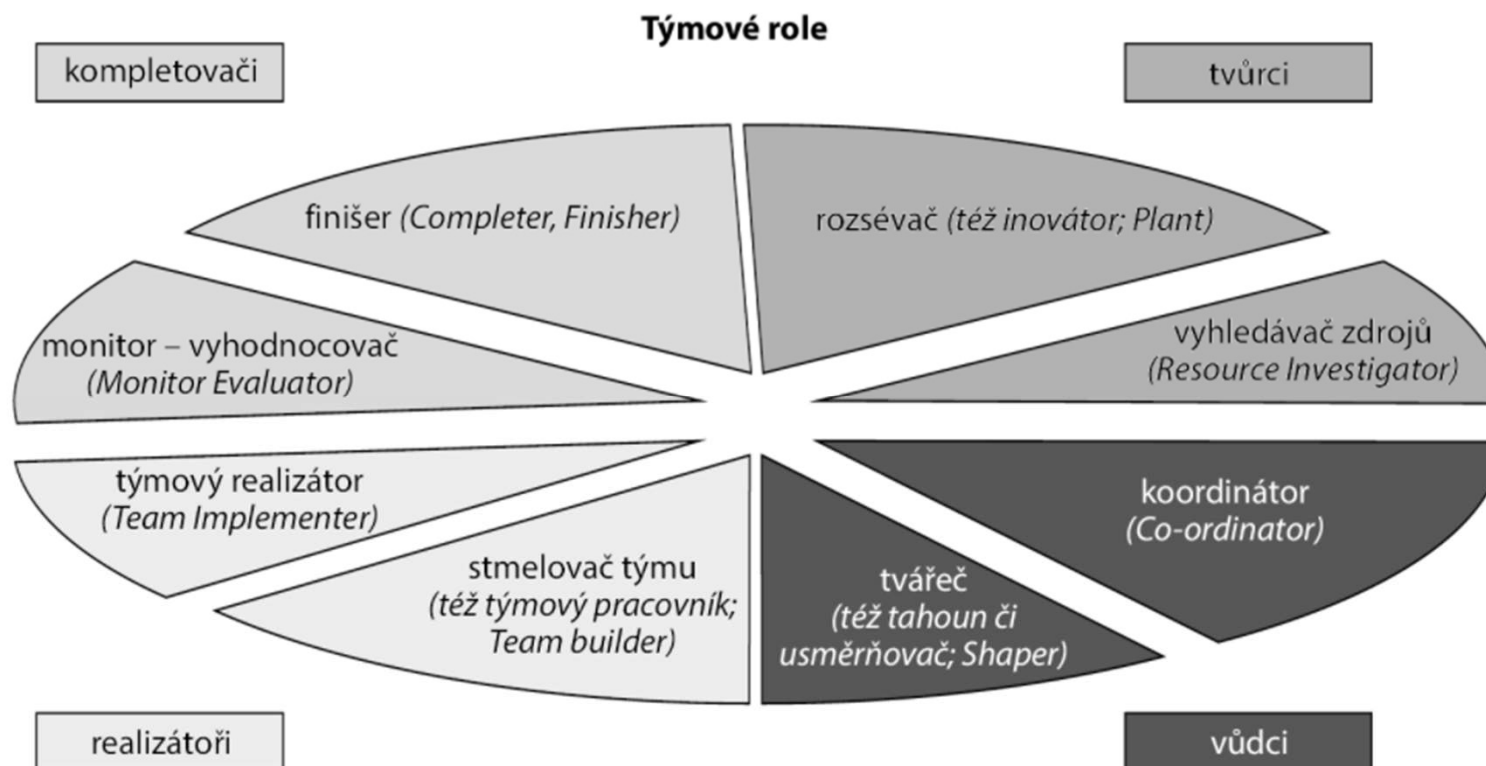 Týmové role
kompletovači
tvůrci
finišer (Completer, Finisher)
rozsévač (též inovátor; Plant)
monitor – vyhodnocovač
(Monitor Evaluator)
vyhledávač zdrojů
(Resource Investigator)
týmový realizátor
(Team Implementer)
koordinátor
(Co-ordinator)
stmelovač týmu
(též týmový pracovník;
Team builder)
tvářeč
(též tahoun či
usměrňovač; Shaper)
realizátoři
vůdci